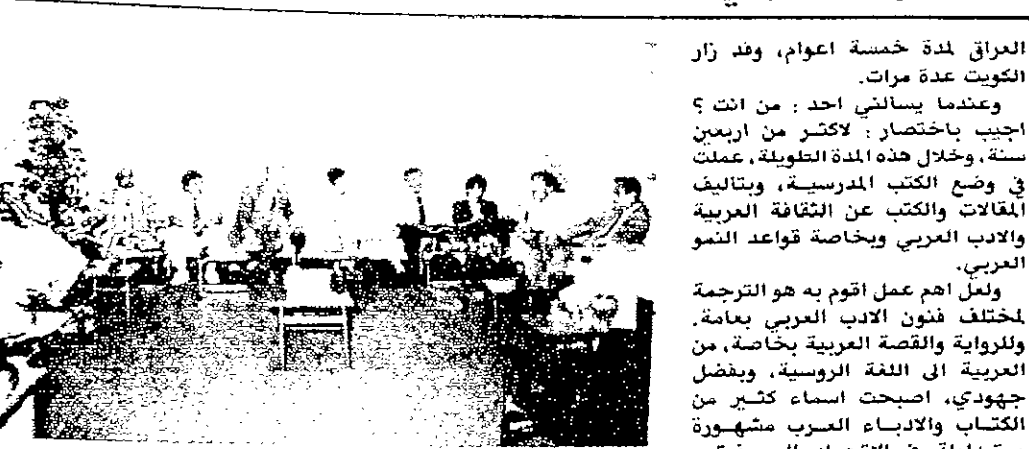 العراق لمدة خمسة اعوام، وقد زار
الكويت عدة مرات.
وعندما يسالني احد : من انت ؟
اجيب باختصار : لاكثر من اربعين
سنة، وخلال هذه المدة التلويلة، عملت
في وضع الكتب المدرسية، وبتاليف
المقالات والكتب عن الثقافة العربية
والادب العربي وبخاصة قواعد النمو
العربي.
ولعل اهم عمل اقوم به هو الترجمة
لمختلف فنون الادب العربي بعامة،
وللرواية والقصة العربية بخاصة، من
العربية الى اللغة الروسية، وبفضل
جهودي، اصبحت اسماء كثير من
الكتاب والادباء العرب مشهورة